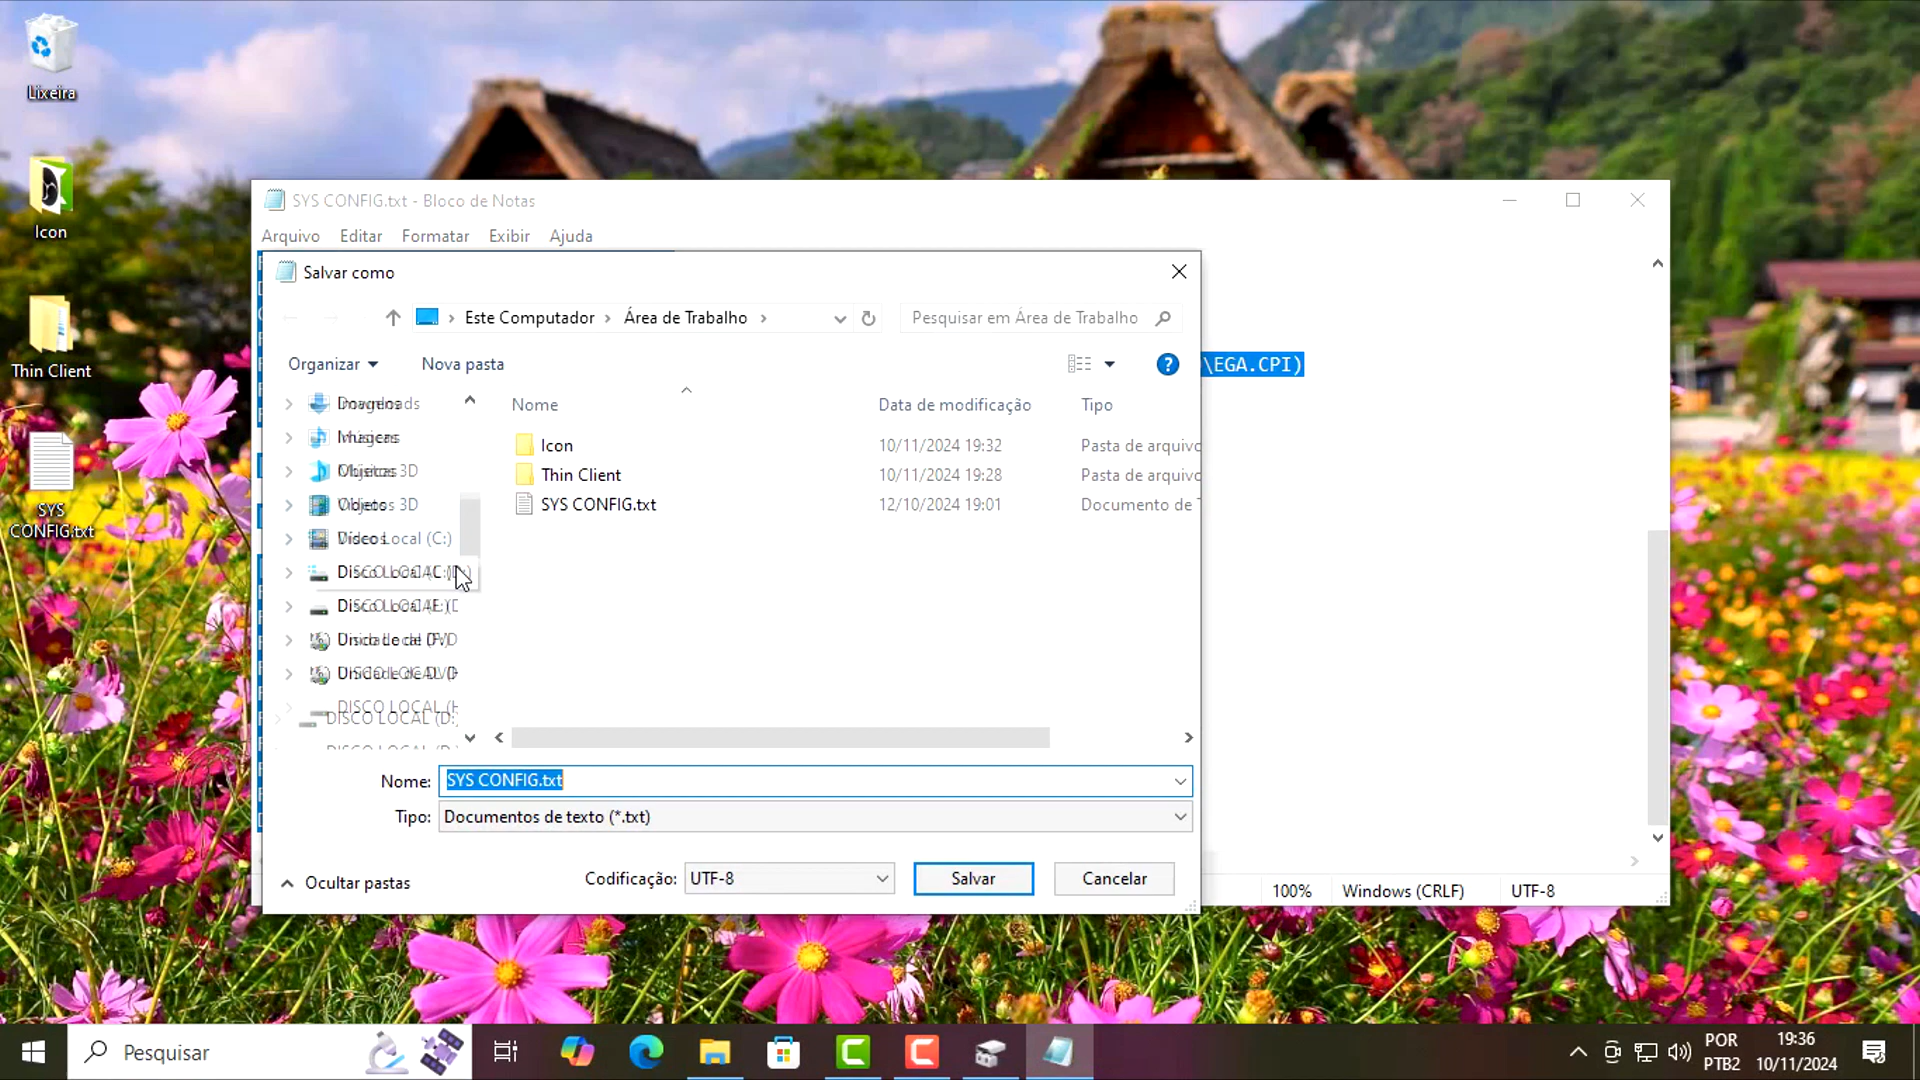 Lixeira
Icon
Thin Client
SYS
CONFIG.txt
SYS CONFIG.txt - Bloco de Notas
Arquivo Editar Formatar Exibir Ajuda
\EGA.CPI)
100% Windows (CRLF) UTF-8
Salvar como
Este Computador Área de Trabalho
Pesquisar em Área de Trabalho
Organizar Nova pasta
Nome Data de modificação Tipo
Icon 10/11/2024 19:32 Pasta de arquivo
Thin Client 10/11/2024 19:28 Pasta de arquivo
SYS CONFIG.txt 12/10/2024 19:01 Documento de T
DISCO LOCAL (D:)
Nome: SYS CONFIG.txt
Tipo: Documentos de texto (*.txt)
Ocultar pastas
Codificação: UTF-8 Salvar Cancelar
Pesquisar
POR
PTB2
19:36
10/11/2024